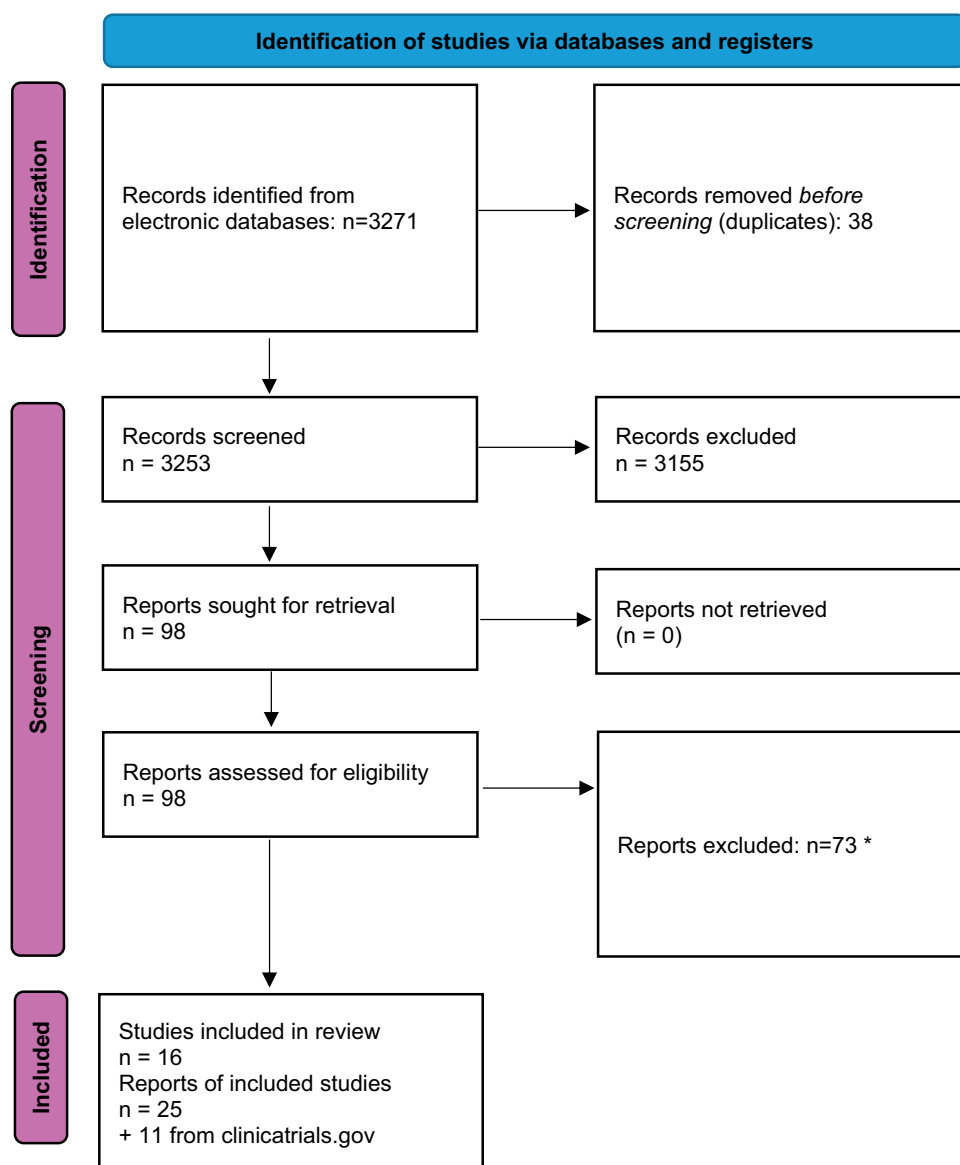 Identification of studies via databases and registers
Identification
Records identified from
electronic databases: n=3271
Records removed before
screening (duplicates): 38
Screening
Records screened
n = 3253
Records excluded
n = 3155
Reports sought for retrieval
n = 98
Reports not retrieved
(n = 0)
Reports assessed for eligibility
n = 98
Reports excluded: n=73 *
Included
Studies included in review
n = 16
Reports of included studies
n = 25
+ 11 from clinicatrials.gov